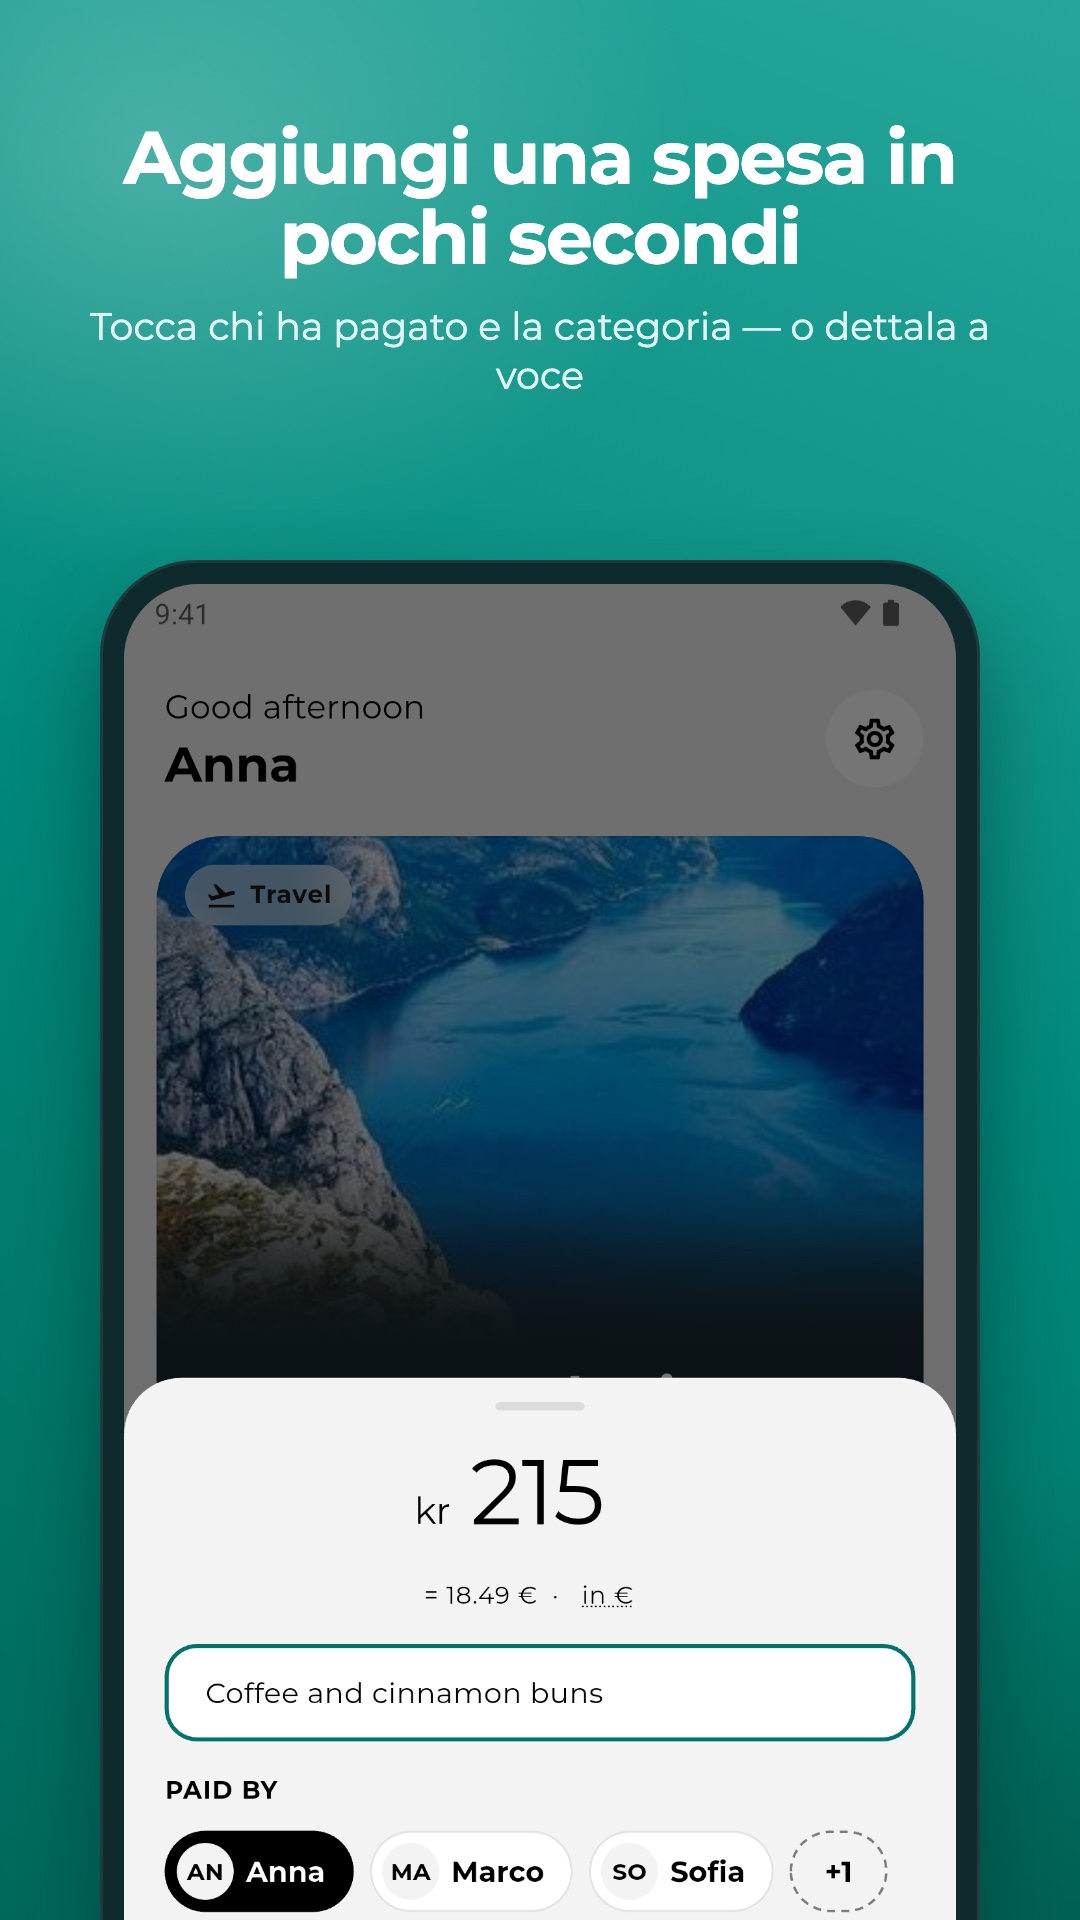 Aggiungi una spesa in
pochi secondi
Tocca chi ha pagato e la categoria — o dettala a
voce
9:41
Good afternoon
Anna
Travel
kr 215
= 18.49 € · in €
Coffee and cinnamon buns
PAID BY
AN Anna MA Marco SO Sofia +1